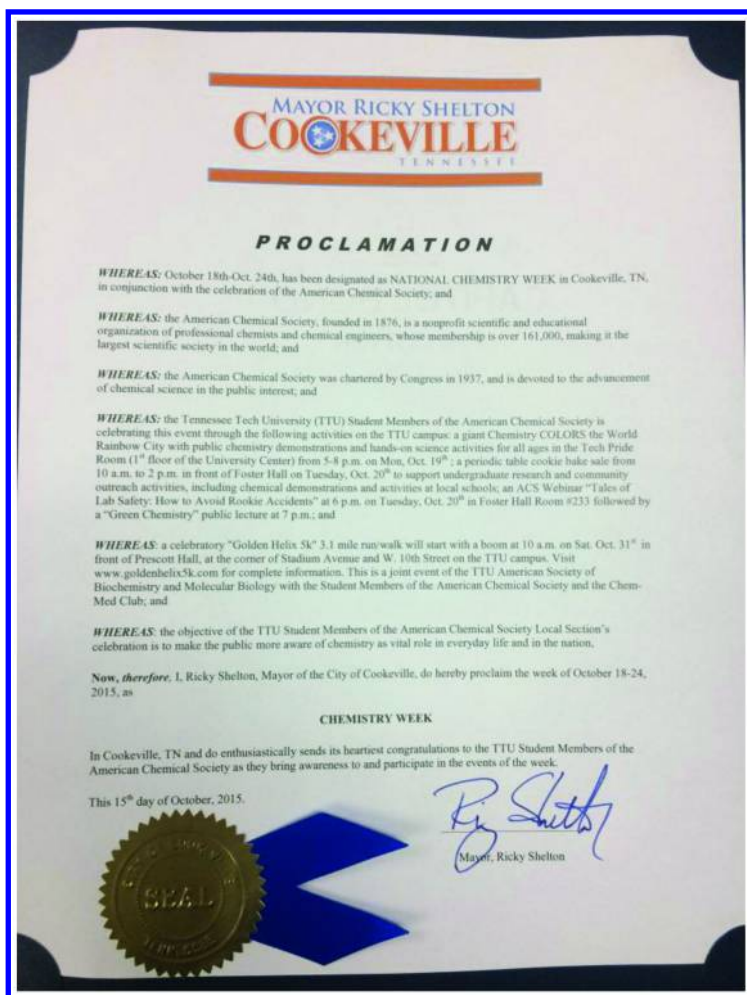 MAYOR RICKY SHELTON
COOKEVILLE
TENNESSEE
PROCLAMATION
WHEREAS: October 18th-Oct. 24th, has been designated as NATIONAL CHEMISTRY WEEK in Cookeville, TN,
in conjunction with the celebration of the American Chemical Society; and
WHEREAS: the American Chemical Society, founded in 1876, is a nonprofit scientific and educational
organization of professional chemists and chemical engineers, whose membership is over 161,000, making it the
largest scientific society in the world; and
WHEREAS: the American Chemical Society was chartered by Congress in 1937, and is devoted to the advancement
of chemical science in the public interest; and
WHEREAS: the Tennessee Tech University (TTU) Student Members of the American Chemical Society is
celebrating this event through the following activities on the TTU campus: a giant Chemistry COLORS the World
Rainbow City with public chemistry demonstrations and hands-on science activities for all ages in the Tech Pride
Room (1st floor of the University Center) from 5-8 p.m. on Mon, Oct. 19th ; a periodic table cookie bake sale from
10 a.m. to 2 p.m. in front of Foster Hall on Tuesday, Oct. 20th to support undergraduate research and community
outreach activities, including chemical demonstrations and activities at local schools; an ACS Webinar "Tales of
Lab Safety: How to Avoid Rookie Accidents" at 6 p.m. on Tuesday, Oct. 20th in Foster Hall Room #233 followed by
a "Green Chemistry" public lecture at 7 p.m.; and
WHEREAS: a celebratory "Golden Helix 5k" 3.1 mile run/walk will start with a boom at 10 a.m. on Sat. Oct. 31st in
front of Prescott Hall, at the corner of Stadium Avenue and W. 10th Street on the TTU campus. Visit
www.goldenhelix5k.com for complete information. This is a joint event of the TTU American Society of
Biochemistry and Molecular Biology with the Student Members of the American Chemical Society and the Chem-
Med Club; and
WHEREAS: the objective of the TTU Student Members of the American Chemical Society Local Section's
celebration is to make the public more aware of chemistry as vital role in everyday life and in the nation,
Now, therefore, I, Ricky Shelton, Mayor of the City of Cookeville, do hereby proclaim the week of October 18-24,
2015, as
CHEMISTRY WEEK
In Cookeville, TN and do enthusiastically sends its heartiest congratulations to the TTU Student Members of the
American Chemical Society as they bring awareness to and participate in the events of the week.
This 15th day of October, 2015.
Mayor, Ricky Shelton
SEAL
TENNESSEE